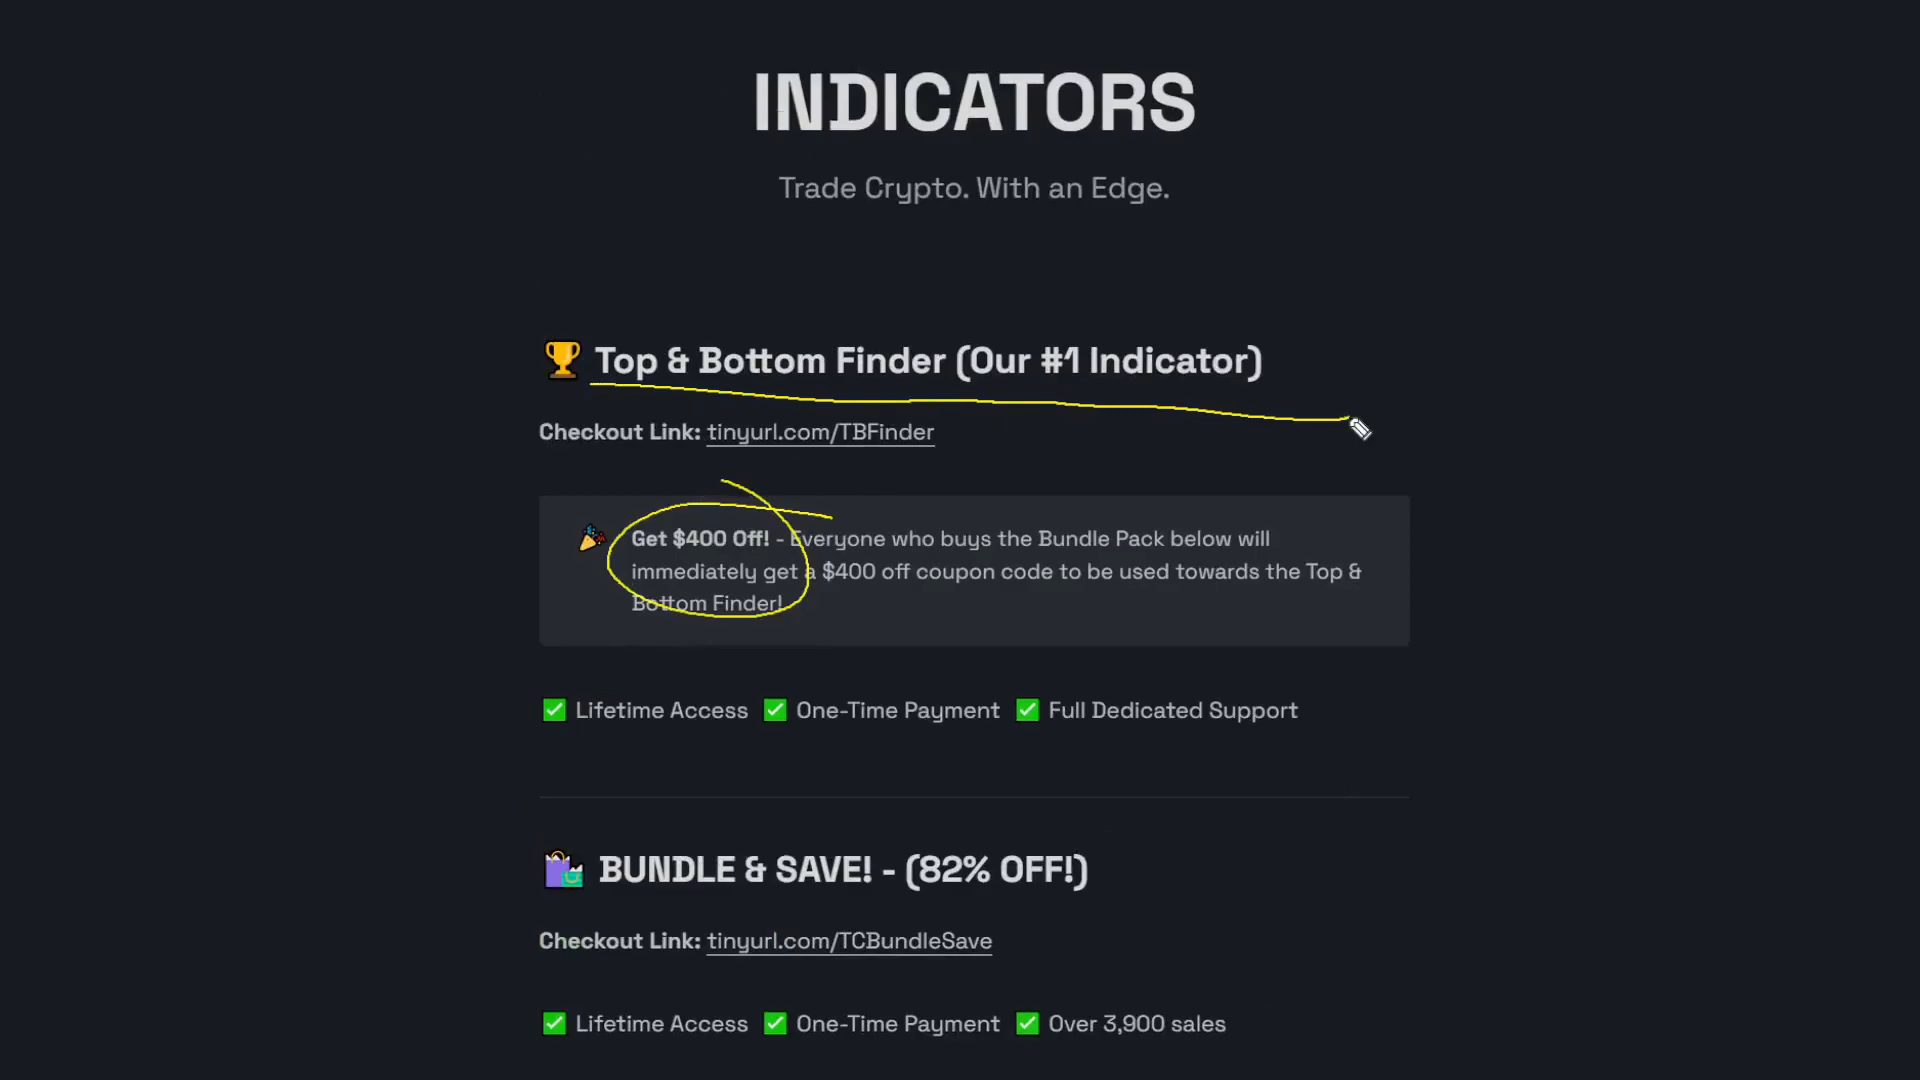 INDICATORS
Trade Crypto. With an Edge.
🏆 Top & Bottom Finder (Our #1 Indicator)
Checkout Link: tinyurl.com/TBFinder
🎉 Get $400 Off! - Everyone who buys the Bundle Pack below will
immediately get a $400 off coupon code to be used towards the Top &
Bottom Finder!
✅ Lifetime Access ✅ One-Time Payment ✅ Full Dedicated Support
🛍️ BUNDLE & SAVE! - (82% OFF!)
Checkout Link: tinyurl.com/TCBundleSave
✅ Lifetime Access ✅ One-Time Payment ✅ Over 3,900 sales